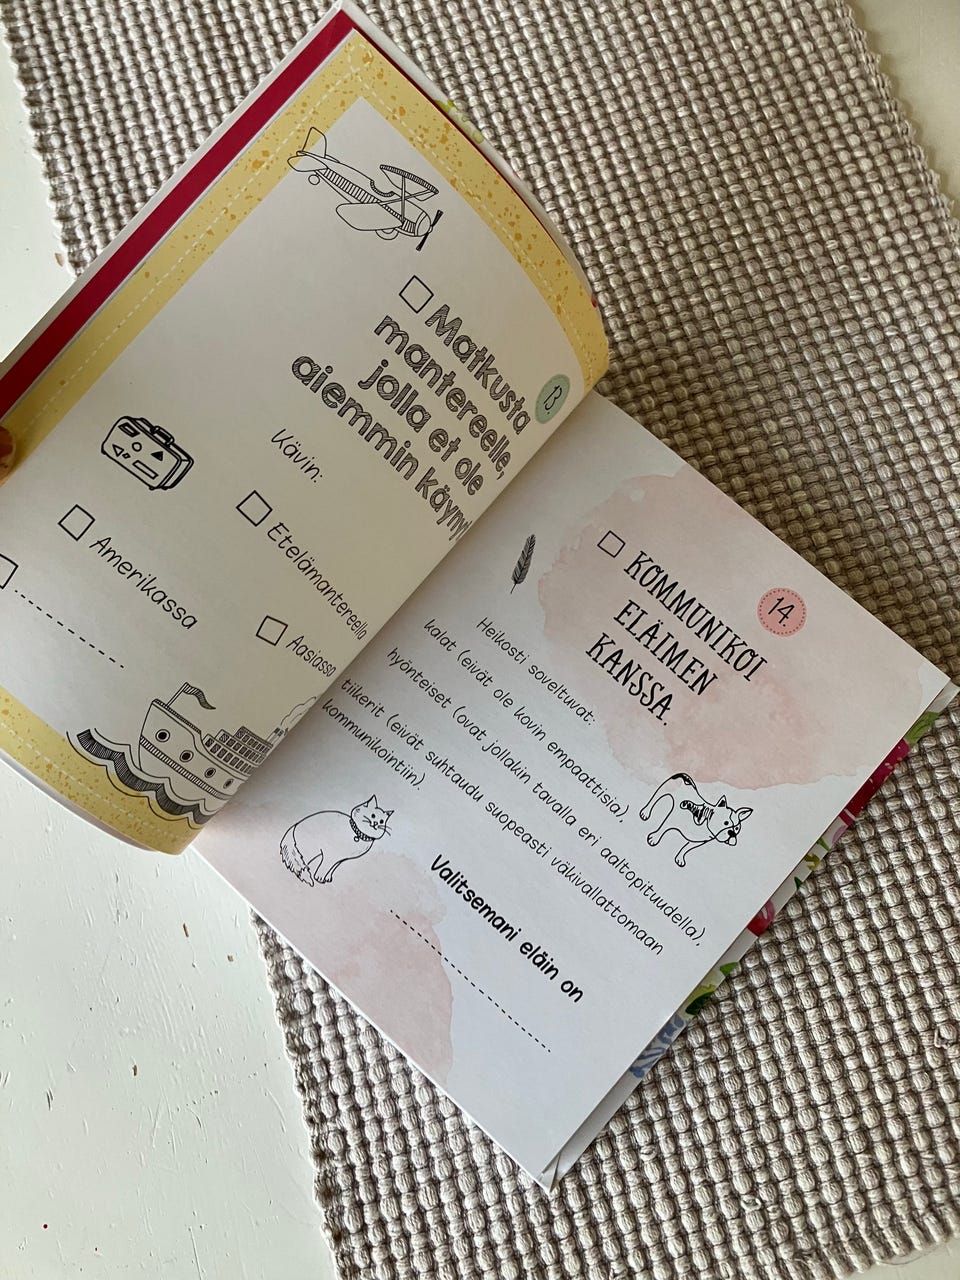 13.
Matkusta
mantereelle,
jolla et ole
aiemmin käynyt
Kävin:
Etelämantereella
Amerikassa
Aasiassa
14.
KOMMUNIKOI
ELÄIMEN
KANSSA.
Heikosti soveltuvat:
kalat (eivät ole kovin empaattisia),
hyönteiset (ovat jollakin tavalla eri aaltopituudella),
tiikerit (eivät suhtaudu suopeasti väkivallattomaan
kommunikointiin).
Valitsemani eläin on